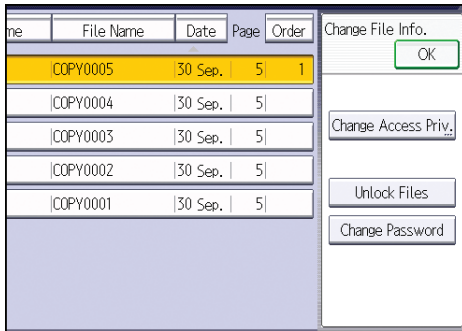 me File Name Date Page Order
COPY0005 30 Sep. 5 1
COPY0004 30 Sep. 5
COPY0003 30 Sep. 5
COPY0002 30 Sep. 5
COPY0001 30 Sep. 5
Change File Info.
OK
Change Access Priv.
Unlock Files
Change Password